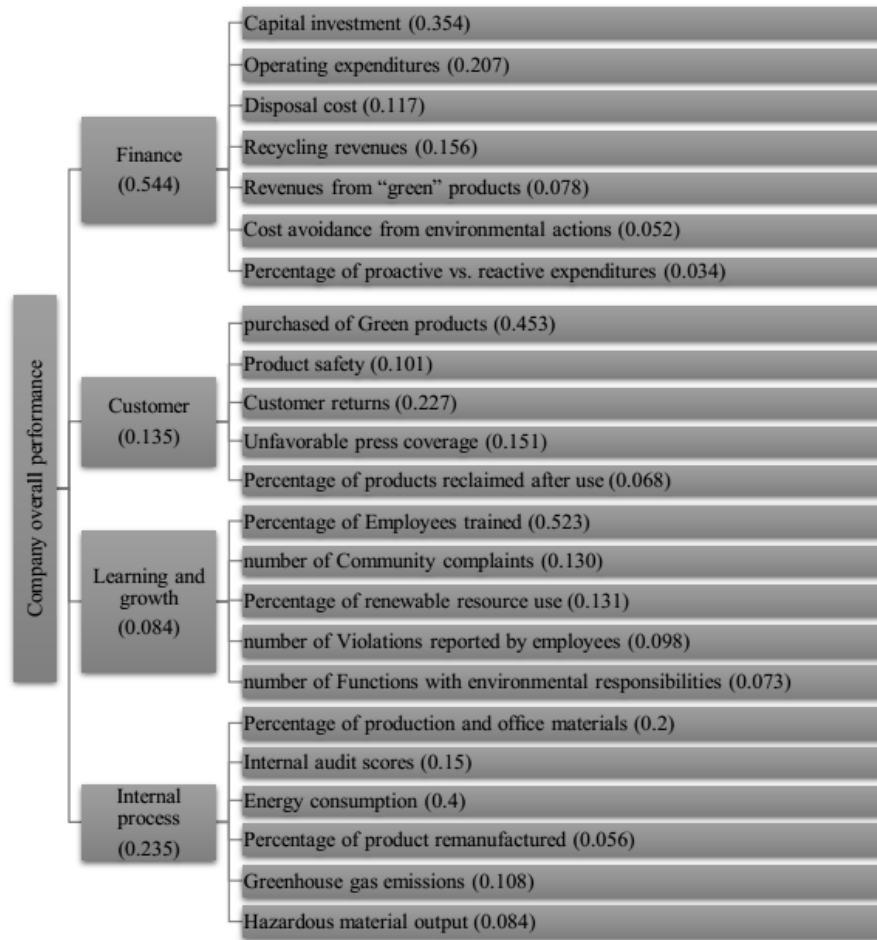 Company overall performance
Finance
(0.544)
Capital investment (0.354)
Operating expenditures (0.207)
Disposal cost (0.117)
Recycling revenues (0.156)
Revenues from “green” products (0.078)
Cost avoidance from environmental actions (0.052)
Percentage of proactive vs. reactive expenditures (0.034)
Customer
(0.135)
purchased of Green products (0.453)
Product safety (0.101)
Customer returns (0.227)
Unfavorable press coverage (0.151)
Percentage of products reclaimed after use (0.068)
Learning and
growth
(0.084)
Percentage of Employees trained (0.523)
number of Community complaints (0.130)
Percentage of renewable resource use (0.131)
number of Violations reported by employees (0.098)
number of Functions with environmental responsibilities (0.073)
Internal
process
(0.235)
Percentage of production and office materials (0.2)
Internal audit scores (0.15)
Energy consumption (0.4)
Percentage of product remanufactured (0.056)
Greenhouse gas emissions (0.108)
Hazardous material output (0.084)